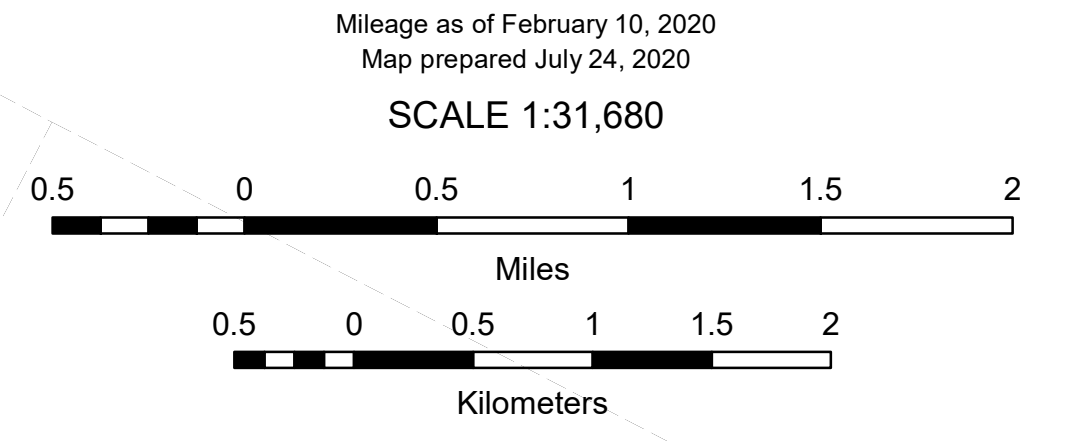 Mileage as of February 10, 2020
Map prepared July 24, 2020
SCALE 1:31,680
0.5 0 0.5 1 1.5 2
Miles
0.5 0 0.5 1 1.5 2
Kilometers